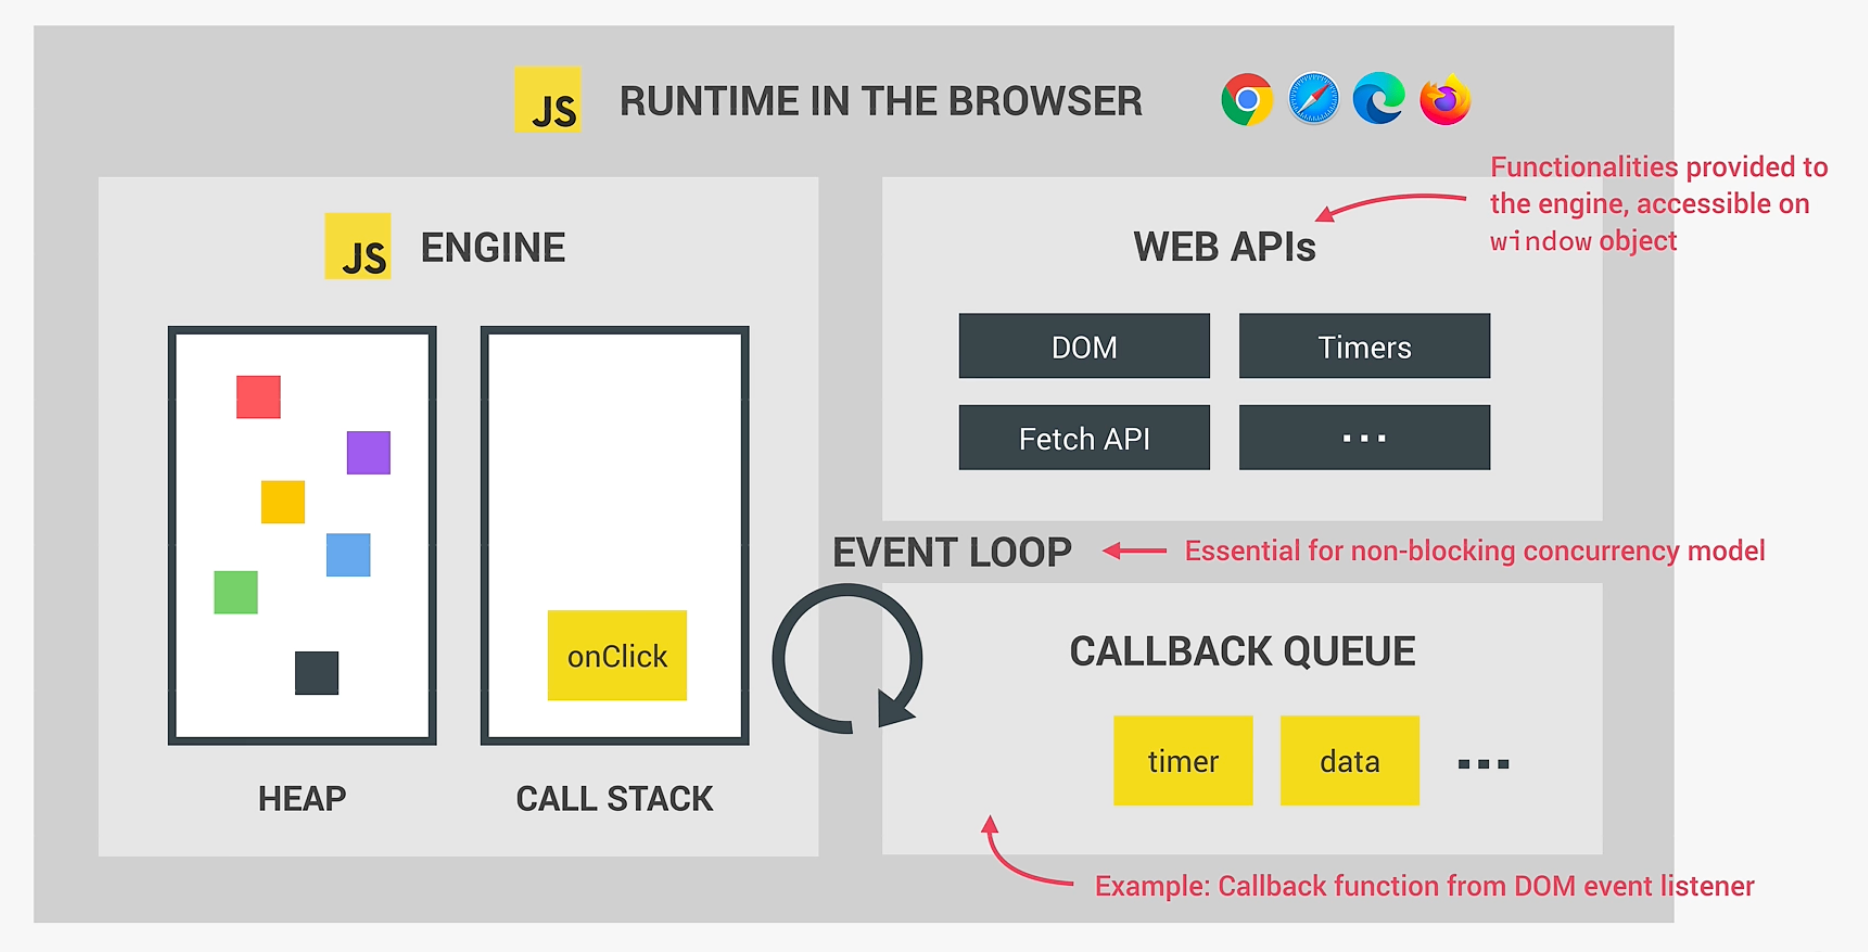 JS RUNTIME IN THE BROWSER
Functionalities provided to
the engine, accessible on
window object
JS ENGINE
WEB APIs
DOM
Timers
Fetch API
...
EVENT LOOP
Essential for non-blocking concurrency model
onClick
HEAP
CALL STACK
CALLBACK QUEUE
timer
data
...
Example: Callback function from DOM event listener